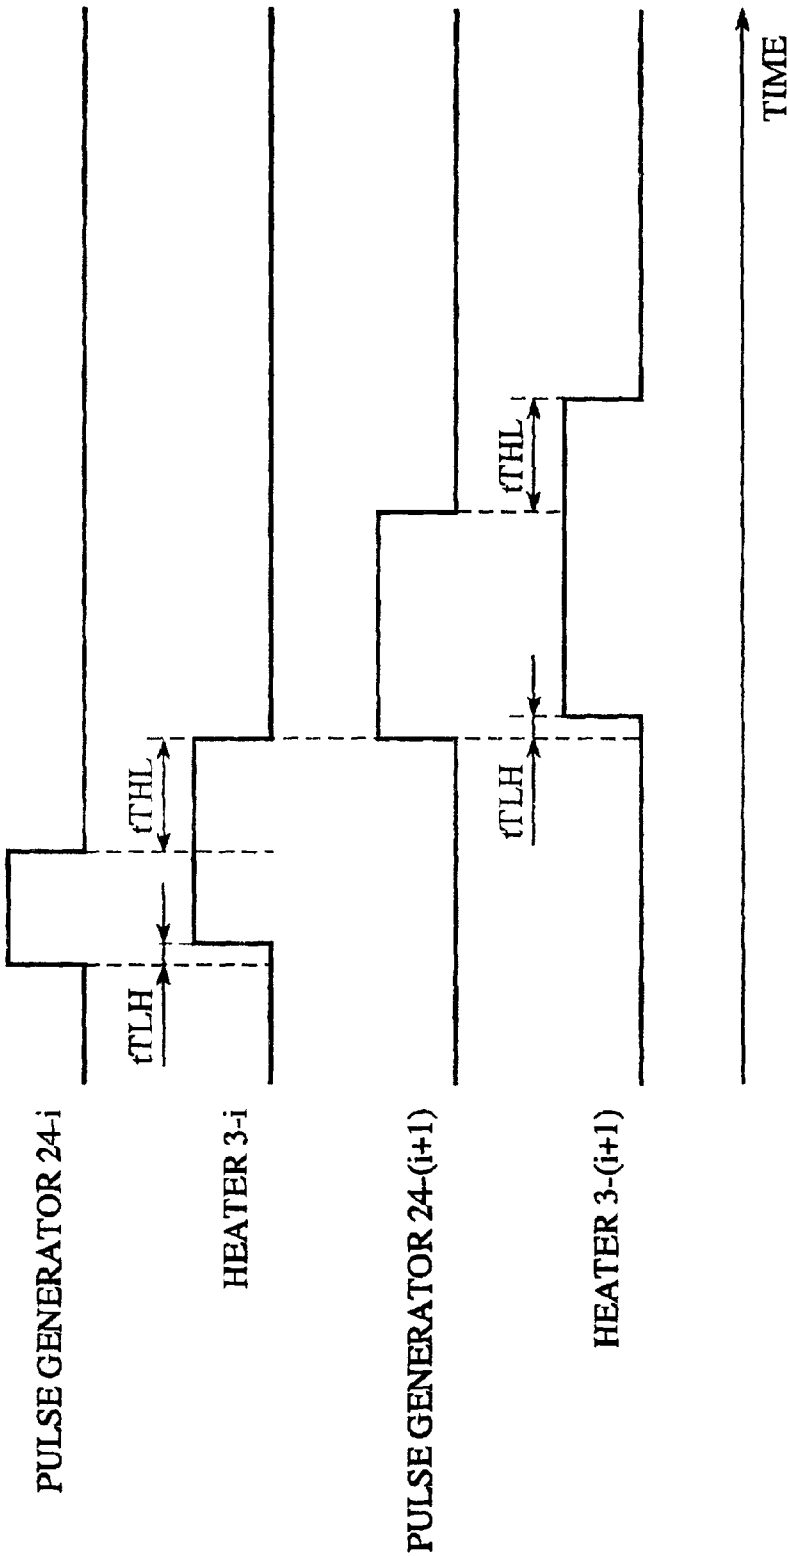 PULSE GENERATOR 24-i
tTLH
tTHL
HEATER 3-i
PULSE GENERATOR 24-(i+1)
tTLH
tTHL
HEATER 3-(i+1)
TIME